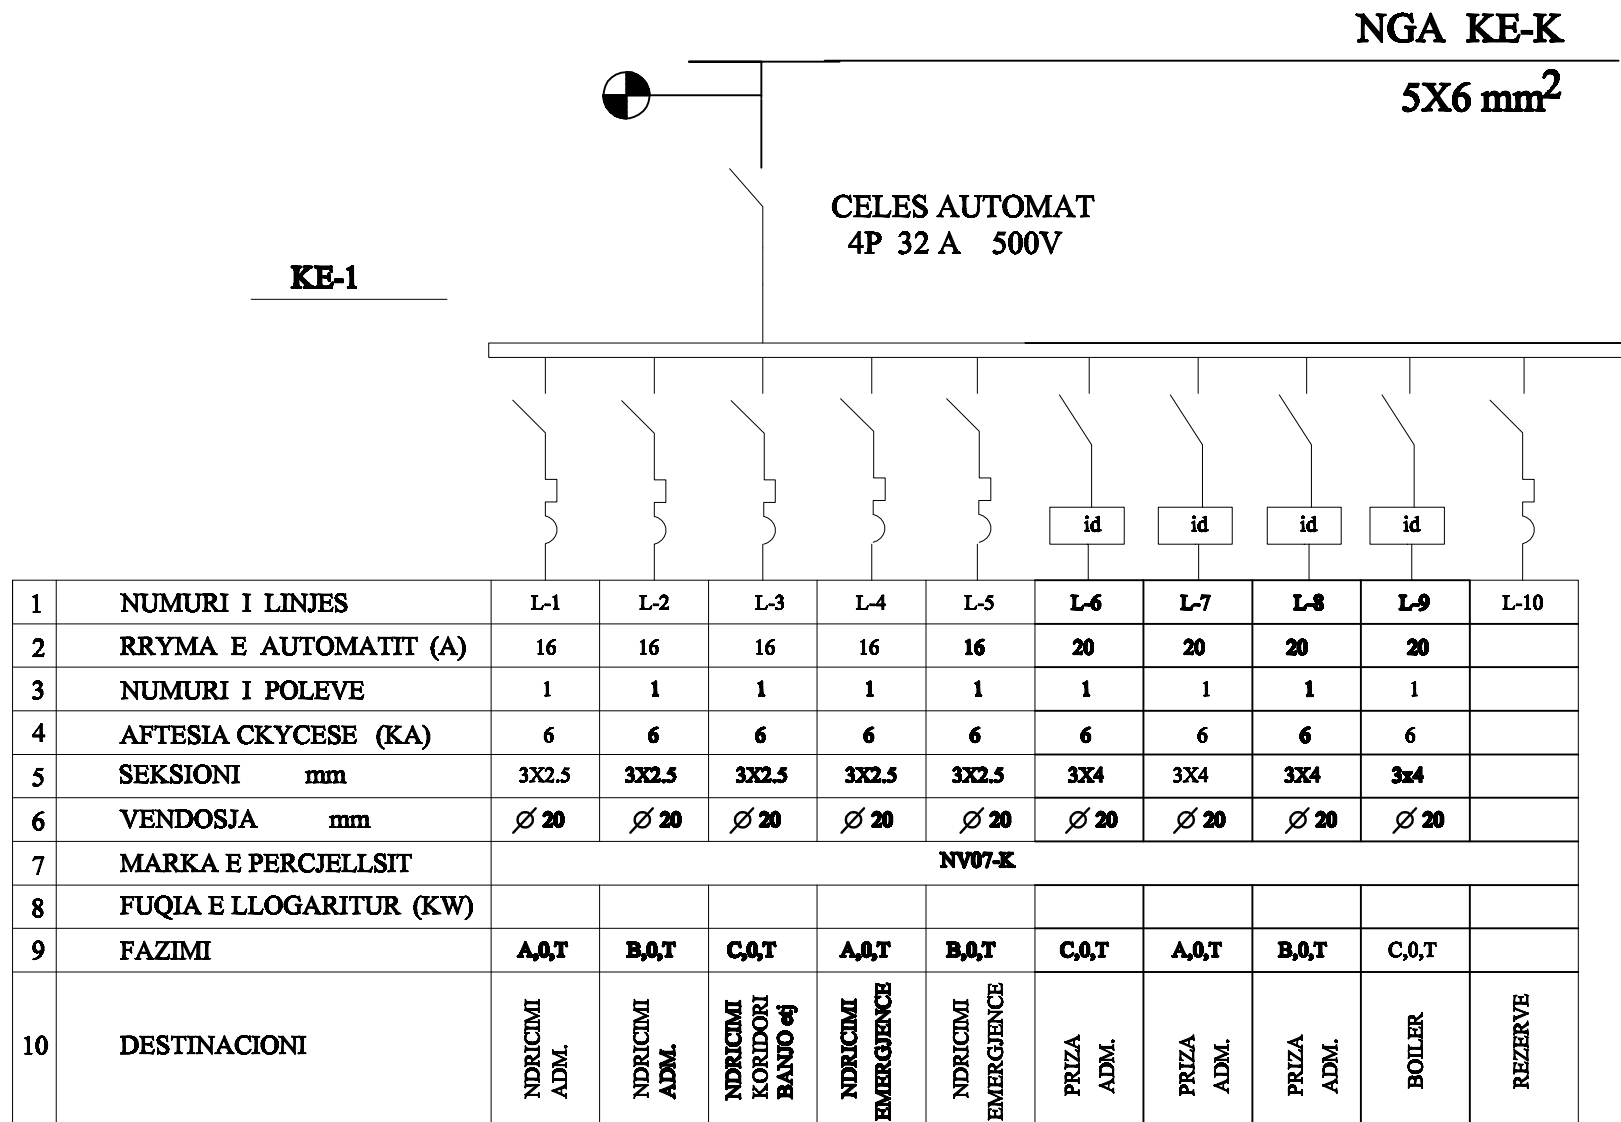 NGA KE-K
5X6 mm2
CELES AUTOMAT
4P 32 A 500V
KE-1
id id id id
1 NUMURI I LINJES L-1 L-2 L-3 L-4 L-5 L-6 L-7 L-8 L-9 L-10
2 RRYMA E AUTOMATIT (A) 16 16 16 16 16 20 20 20 20
3 NUMURI I POLEVE 1 1 1 1 1 1 1 1 1
4 AFTESIA CKYCESE (KA) 6 6 6 6 6 6 6 6 6
5 SEKSIONI mm 3X2.5 3X2.5 3X2.5 3X2.5 3X2.5 3X4 3X4 3X4 3x4
6 VENDOSJA mm ∅ 20 ∅ 20 ∅ 20 ∅ 20 ∅ 20 ∅ 20 ∅ 20 ∅ 20 ∅ 20
7 MARKA E PERCJELLSIT NV07-K
8 FUQIA E LLOGARITUR (KW)
9 FAZIMI A,0,T B,0,T C,0,T A,0,T B,0,T C,0,T A,0,T B,0,T C,0,T
10 DESTINACIONI
NDRICIMI
ADM.
NDRICIMI
ADM.
NDRICIMI
KORIDORI
BANJO etj
NDRICIMI
EMERGJENCE
NDRICIMI
EMERGJENCE
PRIZA
ADM.
PRIZA
ADM.
PRIZA
ADM.
BOILER
REZERVE